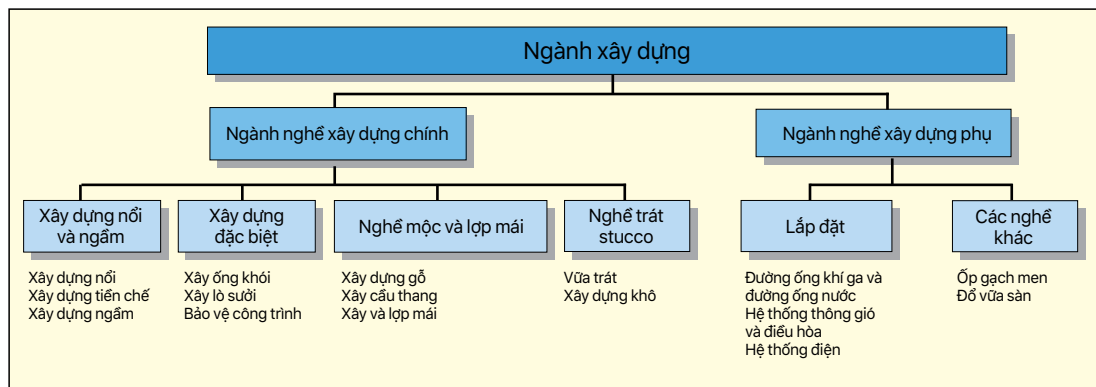 Ngành xây dựng
Ngành nghề xây dựng chính
Ngành nghề xây dựng phụ
Xây dựng nổi
và ngầm
Xây dựng
đặc biệt
Nghề mộc và lợp mái
Nghề trát
stucco
Lắp đặt
Các nghề
khác
Xây dựng nổi
Xây dựng tiền chế
Xây dựng ngầm
Xây ống khói
Xây lò sưởi
Bảo vệ công trình
Xây dựng gỗ
Xây cầu thang
Xây và lợp mái
Vữa trát
Xây dựng khô
Đường ống khí ga và
đường ống nước
Hệ thống thông gió
và điều hòa
Hệ thống điện
Ốp gạch men
Đổ vữa sàn